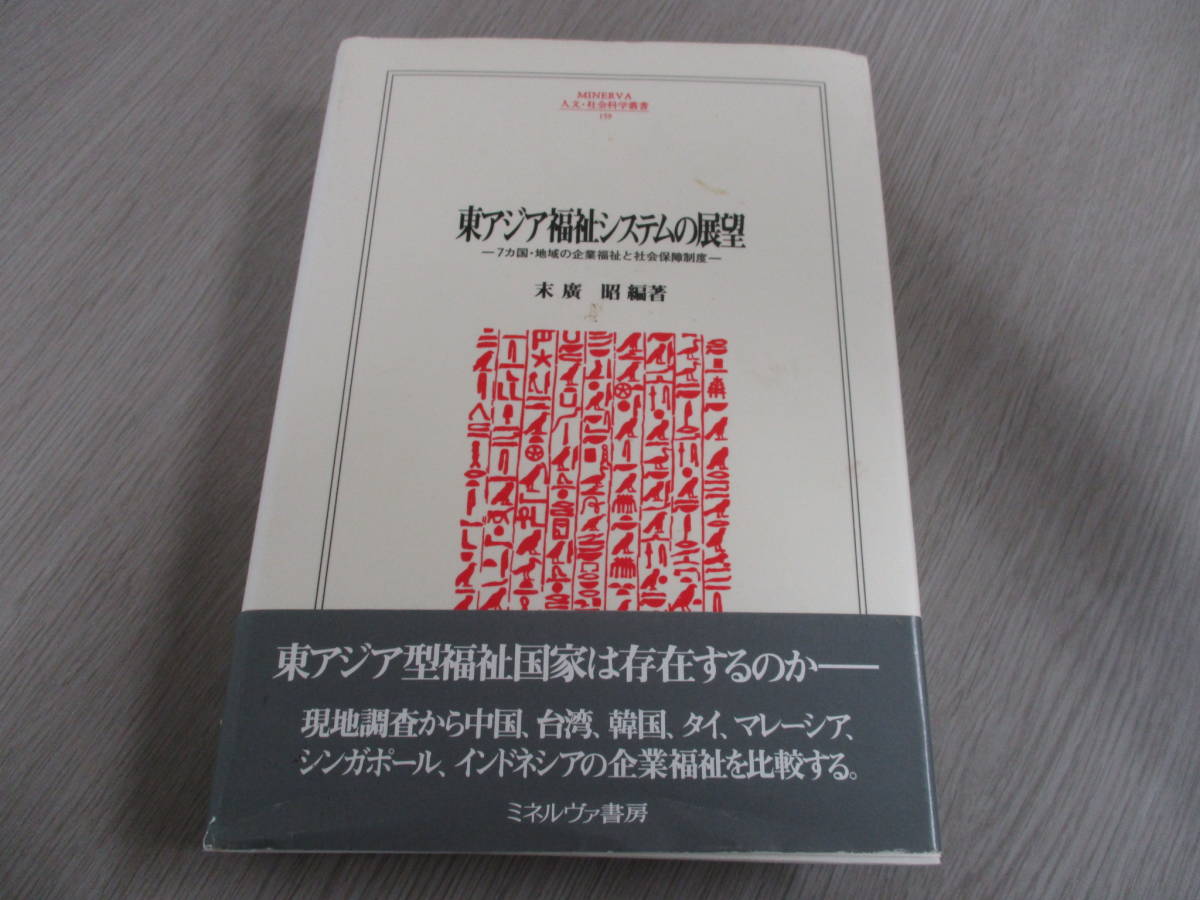 MINERVA
人文・社会科学叢書
159
東アジア福祉システムの展望
―7カ国・地域の企業福祉と社会保障制度―
末廣 昭 編著
東アジア型福祉国家は存在するのか――
現地調査から中国、台湾、韓国、タイ、マレーシア、
シンガポール、インドネシアの企業福祉を比較する。
ミネルヴァ書房